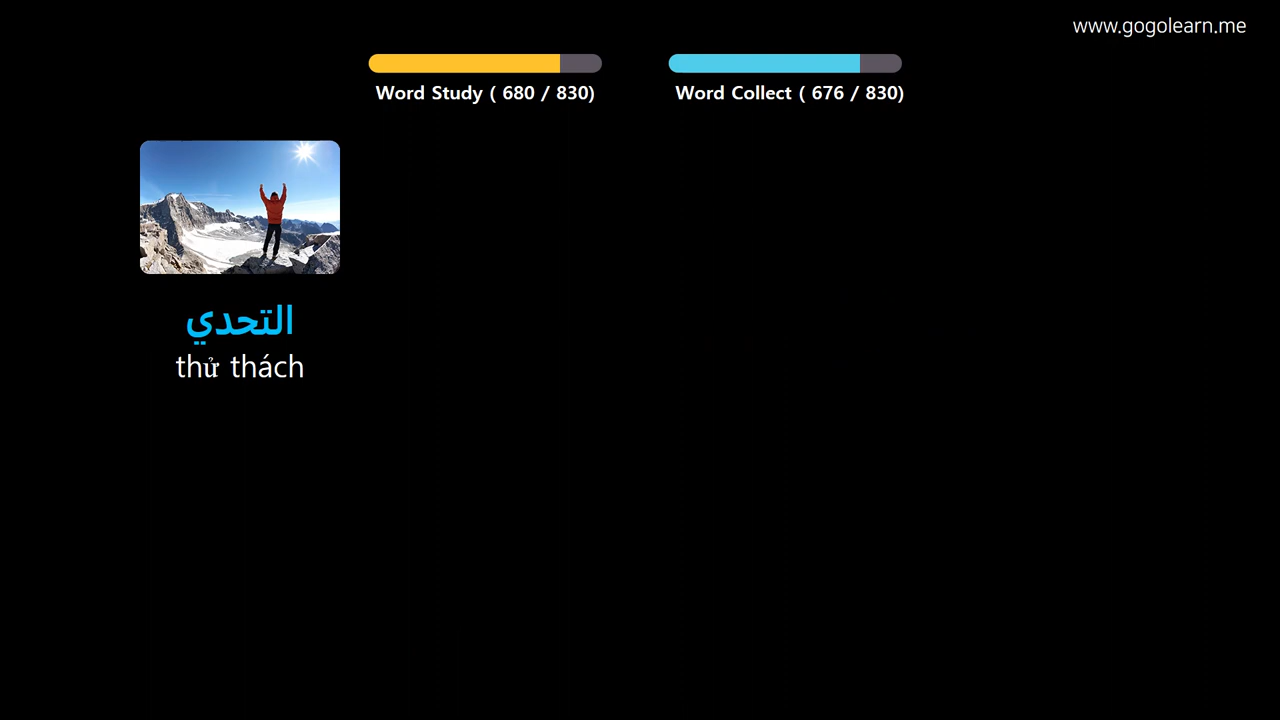 www.gogolearn.me
Word Study ( 680 / 830)
Word Collect ( 676 / 830)
التحدي
thử thách